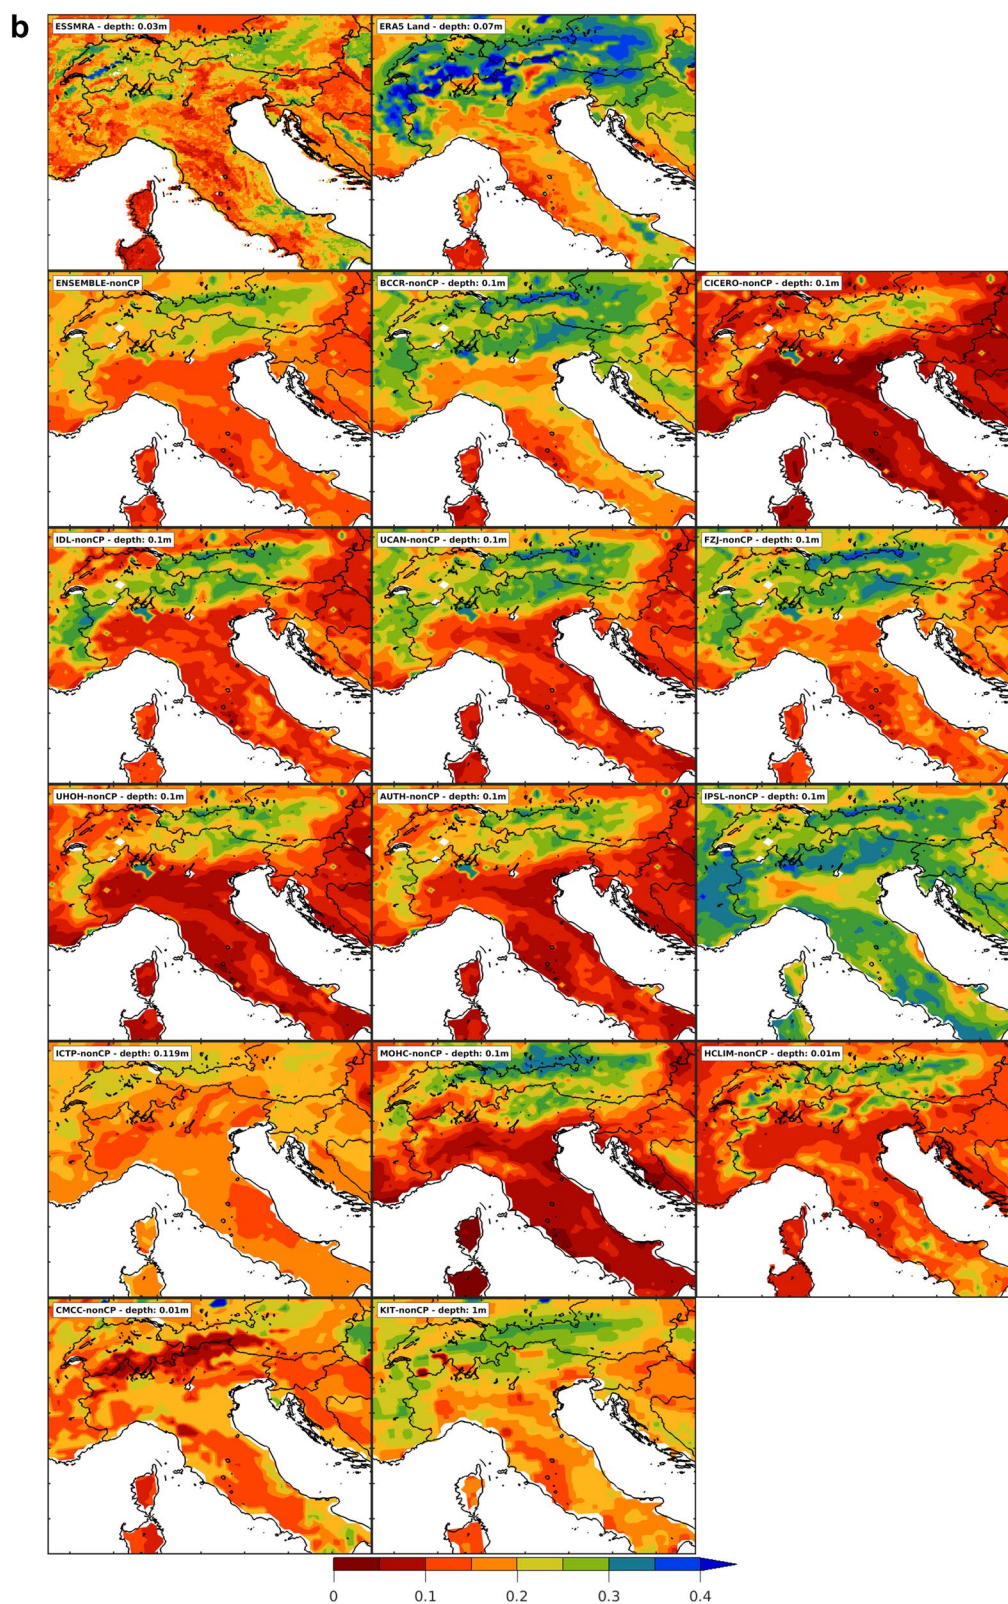 b
ESSMRA - depth: 0.03m
ERA5 Land - depth: 0.07m
ENSEMBLE-nonCP
BCCR-nonCP - depth: 0.1m
CICERO-nonCP - depth: 0.1m
IDL-nonCP - depth: 0.1m
UCAN-nonCP - depth: 0.1m
FZJ-nonCP - depth: 0.1m
UHOH-nonCP - depth: 0.1m
AUTH-nonCP - depth: 0.1m
IPSL-nonCP - depth: 0.1m
ICTP-nonCP - depth: 0.119m
MOHC-nonCP - depth: 0.1m
HCLIM-nonCP - depth: 0.01m
CMCC-nonCP - depth: 0.01m
KIT-nonCP - depth: 1m
0 0.1 0.2 0.3 0.4